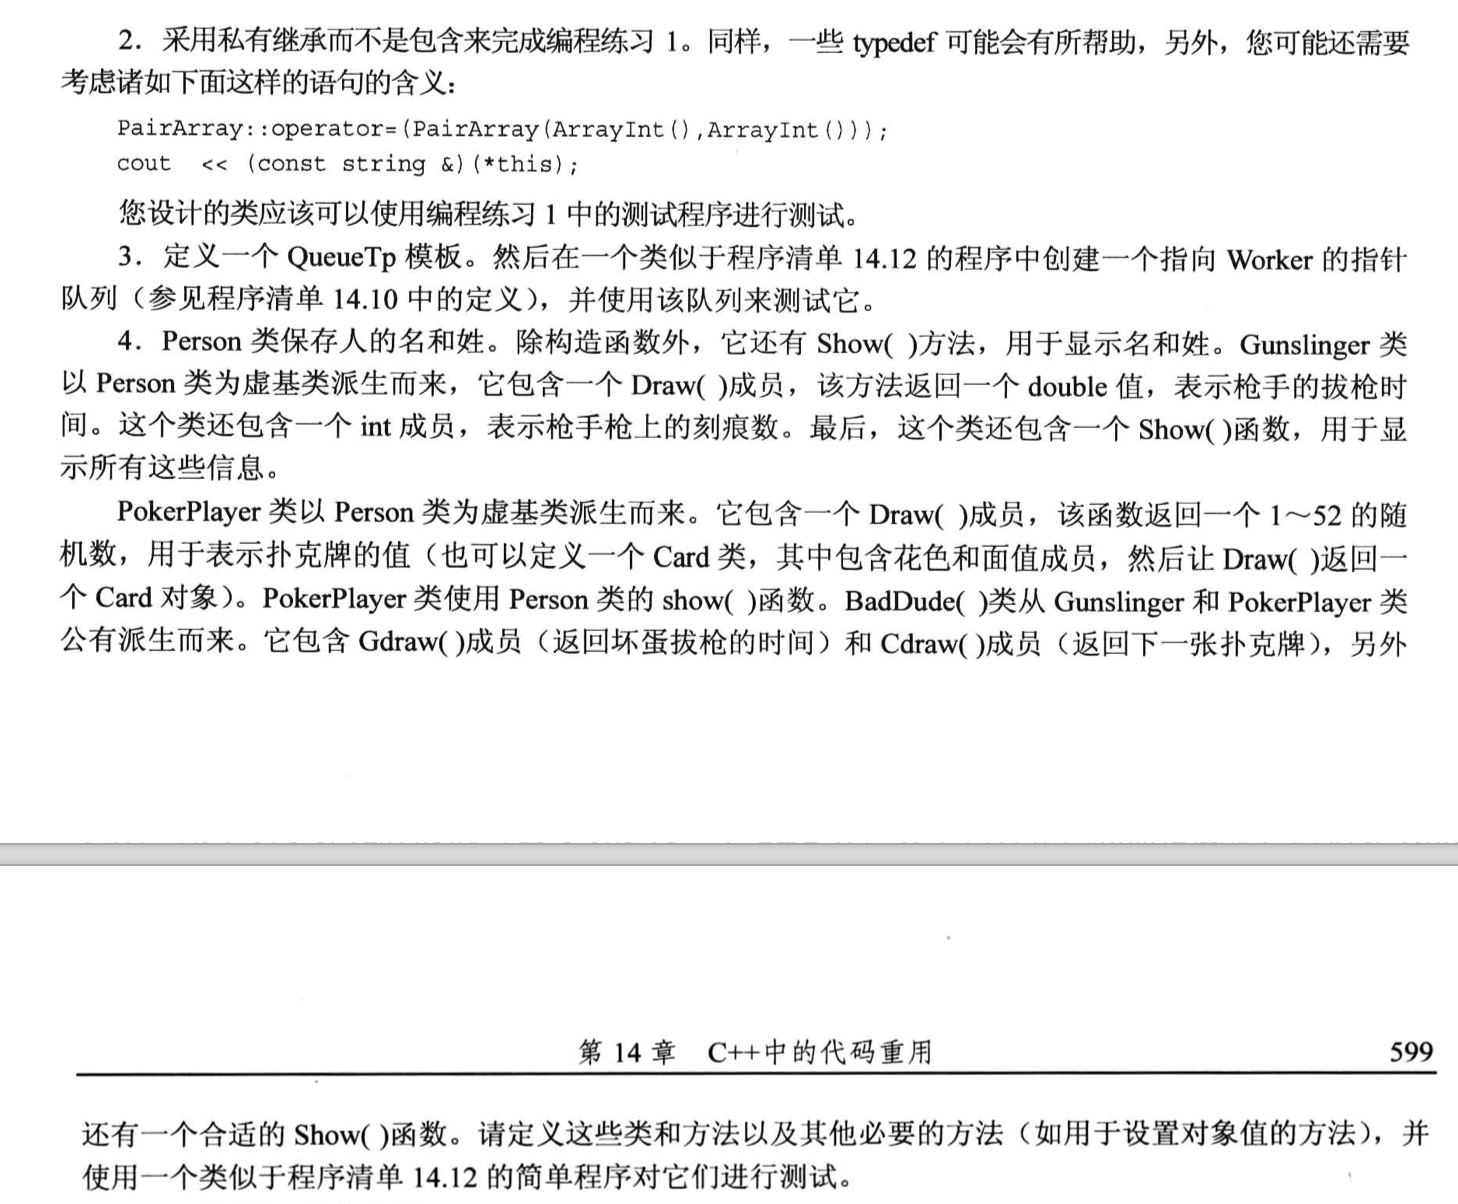 2．采用私有继承而不是包含来完成编程练习 1。同样，一些 typedef 可能会有所帮助，另外，您可能还需要
考虑诸如下面这样的语句的含义：
PairArray::operator=(PairArray(ArrayInt(),ArrayInt()));
cout << (const string &)(*this);
您设计的类应该可以使用编程练习 1 中的测试程序进行测试。
3．定义一个 QueueTp 模板。然后在一个类似于程序清单 14.12 的程序中创建一个指向 Worker 的指针
队列（参见程序清单 14.10 中的定义），并使用该队列来测试它。
4．Person 类保存人的名和姓。除构造函数外，它还有 Show( )方法，用于显示名和姓。Gunslinger 类
以 Person 类为虚基类派生而来，它包含一个 Draw( )成员，该方法返回一个 double 值，表示枪手的拔枪时
间。这个类还包含一个 int 成员，表示枪手枪上的刻痕数。最后，这个类还包含一个 Show( )函数，用于显
示所有这些信息。
PokerPlayer 类以 Person 类为虚基类派生而来。它包含一个 Draw( )成员，该函数返回一个 1～52 的随
机数，用于表示扑克牌的值（也可以定义一个 Card 类，其中包含花色和面值成员，然后让 Draw( )返回一
个 Card 对象）。PokerPlayer 类使用 Person 类的 show( )函数。BadDude( )类从 Gunslinger 和 PokerPlayer 类
公有派生而来。它包含 Gdraw( )成员（返回坏蛋拔枪的时间）和 Cdraw( )成员（返回下一张扑克牌），另外
第 14 章 C++中的代码重用 599
还有一个合适的 Show( )函数。请定义这些类和方法以及其他必要的方法（如用于设置对象值的方法），并
使用一个类似于程序清单 14.12 的简单程序对它们进行测试。